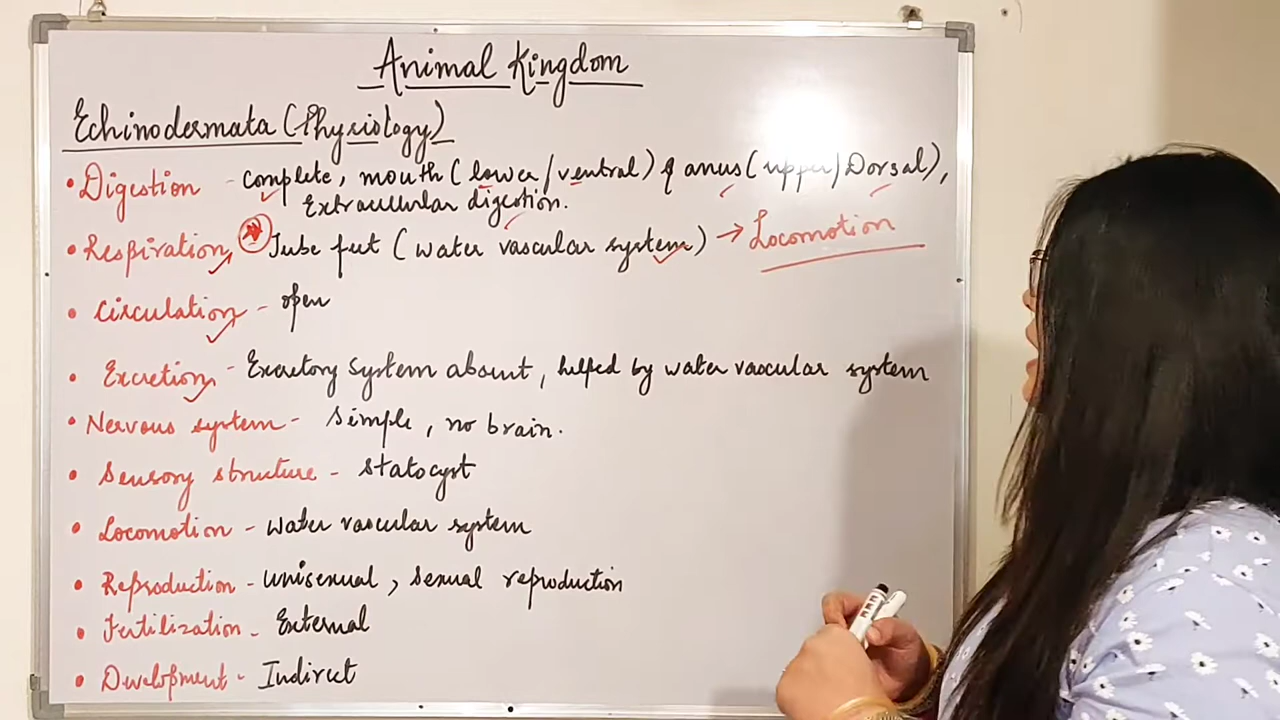 Animal Kingdom
Echinodermata (Physiology)
• Digestion - complete, mouth (lower/ventral) & anus (upper/Dorsal),
Extracellular digestion.
• Respiration Tube feet (water vascular system) → Locomotion
• Circulation - open
• Excretion - Excretory system absent, helped by water vascular system
• Nervous system - simple, no brain.
• Sensory structure - statocyst
• Locomotion - water vascular system
• Reproduction - unisexual, sexual reproduction
• Fertilization - External
• Development - Indirect